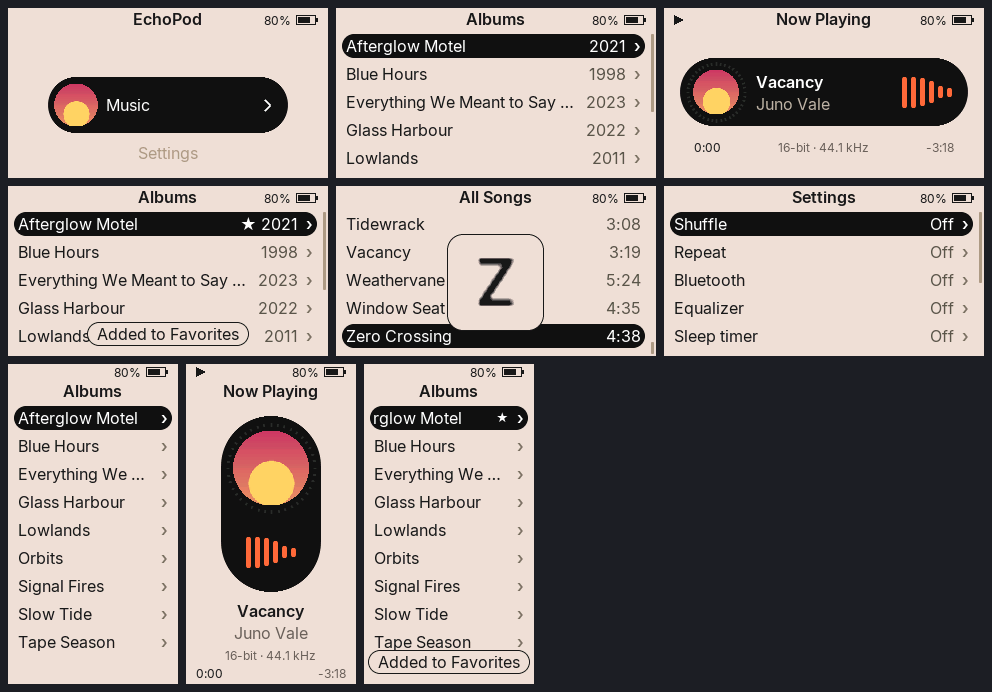 EchoPod 80%
Music
Settings
Albums 80%
Afterglow Motel 2021 ›
Blue Hours 1998 ›
Everything We Meant to Say ... 2023 ›
Glass Harbour 2022 ›
Lowlands 2011 ›
Now Playing 80%
Vacancy
Juno Vale
0:00 16-bit · 44.1 kHz -3:18
Albums 80%
Afterglow Motel ★ 2021 ›
Blue Hours 1998 ›
Everything We Meant to Say ... 2023 ›
Glass Harbour 2022 ›
Lowlands 2011 ›
Added to Favorites
All Songs 80%
Tidewrack 3:08
Vacancy 3:19
Weathervane 5:24
Window Seat 4:35
Zero Crossing 4:38
Z
Settings 80%
Shuffle Off ›
Repeat Off ›
Bluetooth Off ›
Equalizer Off ›
Sleep timer Off ›
80%
Albums
Afterglow Motel ›
Blue Hours ›
Everything We ... ›
Glass Harbour ›
Lowlands ›
Orbits ›
Signal Fires ›
Slow Tide ›
Tape Season ›
80%
Now Playing
Vacancy
Juno Vale
16-bit · 44.1 kHz
0:00 -3:18
80%
Albums
rglow Motel ★ ›
Blue Hours ›
Everything We ... ›
Glass Harbour ›
Lowlands ›
Orbits ›
Signal Fires ›
Slow Tide ›
Tape Season ›
Added to Favorites